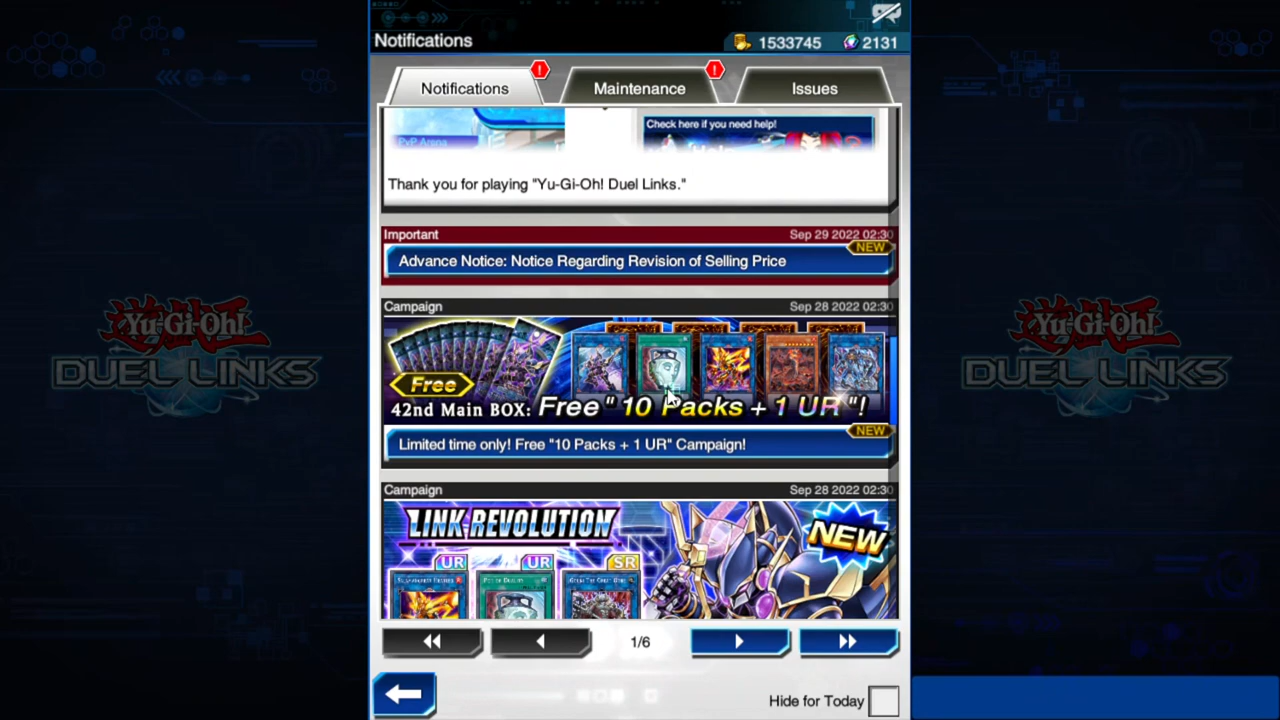 Notifications
1533745
2131
Notifications
!
Maintenance
!
Issues
PvP Arena
Check here if you need help!
Thank you for playing "Yu-Gi-Oh! Duel Links."
Important
Sep 29 2022 02:30
NEW
Advance Notice: Notice Regarding Revision of Selling Price
Campaign
Sep 28 2022 02:30
Free
42nd Main BOX: Free "10 Packs + 1 UR"!
NEW
Limited time only! Free "10 Packs + 1 UR" Campaign!
Campaign
Sep 28 2022 02:30
LINK REVOLUTION
NEW
UR
UR
SR
1/6
Hide for Today
Yu-Gi-Oh!
DUEL LINKS
Yu-Gi-Oh!
DUEL LINKS